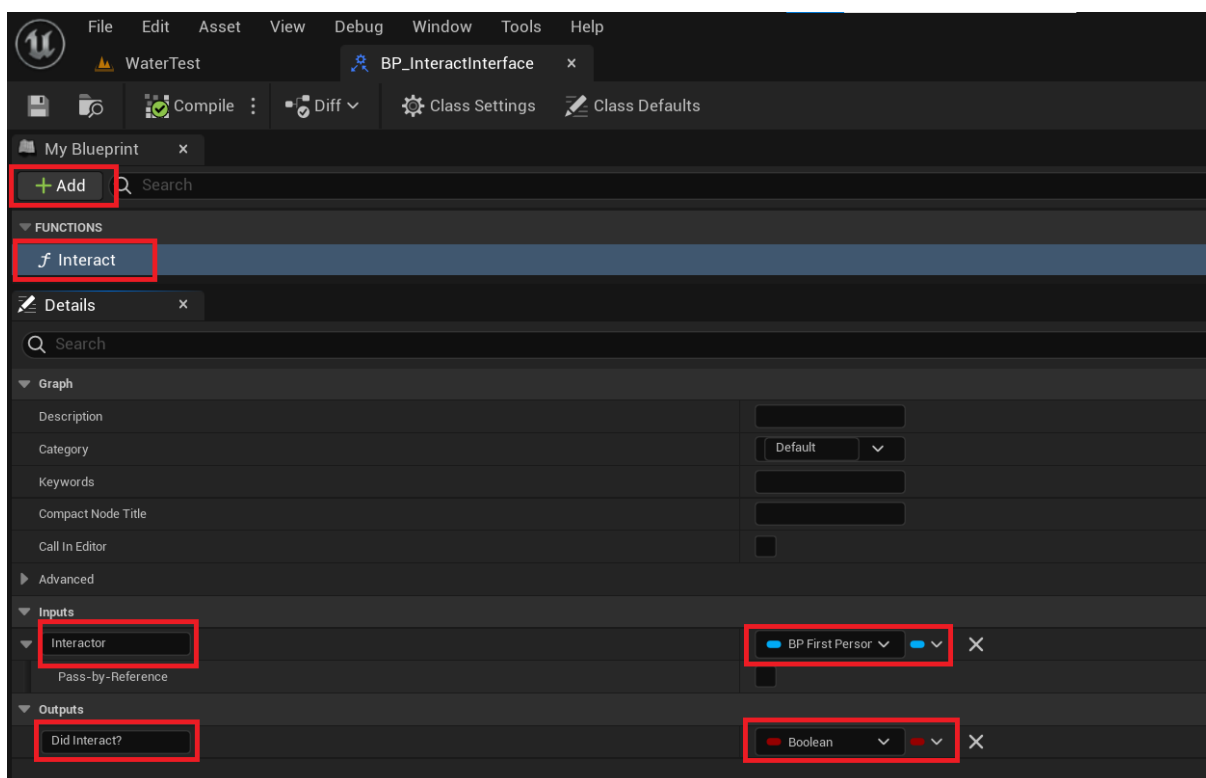 File Edit Asset View Debug Window Tools Help
WaterTest BP_InteractInterface
Compile Diff Class Settings Class Defaults
My Blueprint
Add Search
FUNCTIONS
f Interact
Details
Search
Graph
Description
Category Default
Keywords
Compact Node Title
Call In Editor
Advanced
Inputs
Interactor BP First Person
Pass-by-Reference
Outputs
Did Interact? Boolean